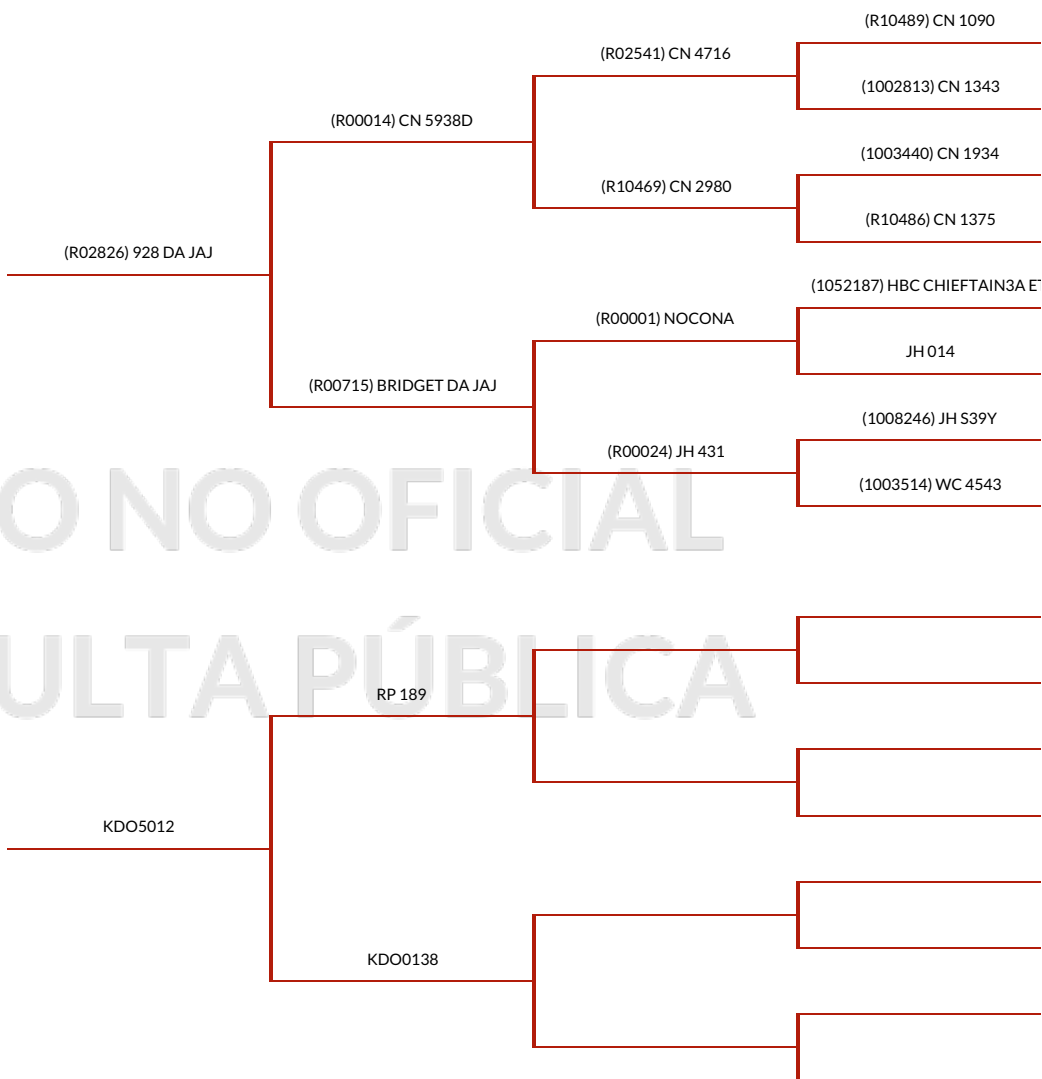 (R10489) CN 1090
(R02541) CN 4716
(1002813) CN 1343
(R00014) CN 5938D
(1003440) CN 1934
(R10469) CN 2980
(R10486) CN 1375
(R02826) 928 DA JAJ
(1052187) HBC CHIEFTAIN3A ET
(R00001) NOCONA
JH 014
(R00715) BRIDGET DA JAJ
(1008246) JH S39Y
(R00024) JH 431
(1003514) WC 4543
O NO OFICIAL
ULTA PÚBLICA
RP 189
KDO5012
KDO0138